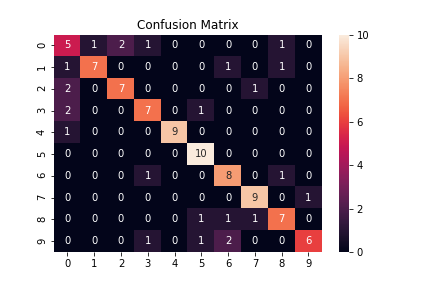 Confusion Matrix
0 5 1 2 1 0 0 0 0 1 0
1 1 7 0 0 0 0 1 0 1 0
2 2 0 7 0 0 0 0 1 0 0
3 2 0 0 7 0 1 0 0 0 0
4 1 0 0 0 9 0 0 0 0 0
5 0 0 0 0 0 10 0 0 0 0
6 0 0 0 1 0 0 8 0 1 0
7 0 0 0 0 0 0 0 9 0 1
8 0 0 0 0 0 1 1 1 7 0
9 0 0 0 1 0 1 2 0 0 6
0 1 2 3 4 5 6 7 8 9
10
8
6
4
2
0